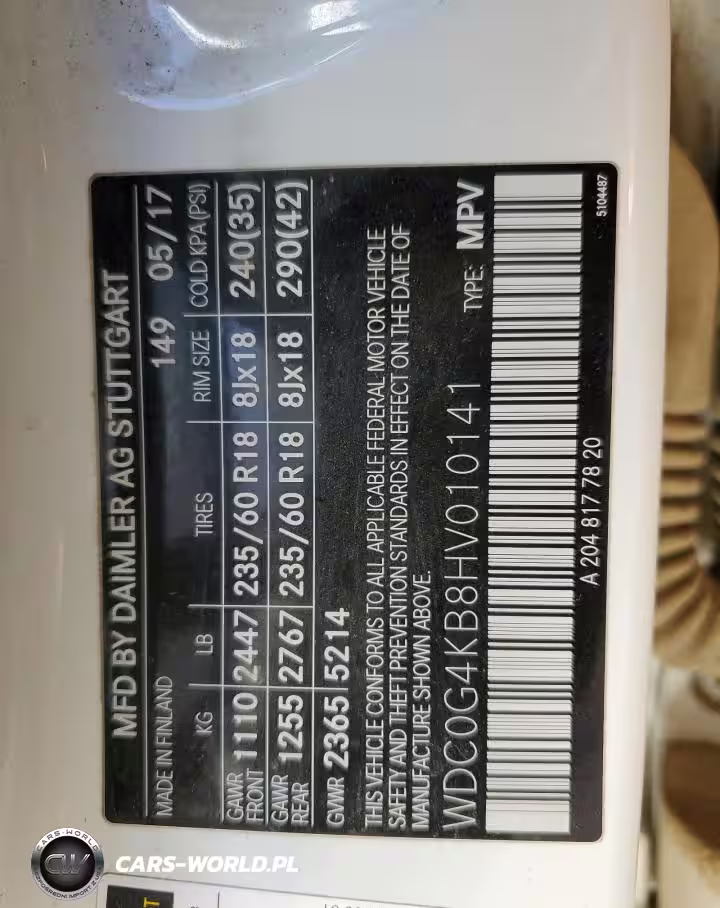 MFD BY DAIMLER AG STUTTGART
MADE IN FINLAND 149 05/17
KG LB TIRES RIM SIZE COLD KPA(PSI)
GAWR FRONT 1110 2447 235/60 R18 8Jx18 240(35)
GAWR REAR 1255 2767 235/60 R18 8Jx18 290(42)
GVWR 2365 5214
THIS VEHICLE CONFORMS TO ALL APPLICABLE FEDERAL MOTOR VEHICLE
SAFETY AND THEFT PREVENTION STANDARDS IN EFFECT ON THE DATE OF
MANUFACTURE SHOWN ABOVE.
WDC0G4KB8HV010141 TYPE: MPV
A 204 817 78 20
5104487
CARS-WORLD
CW
CARS-WORLD.PL